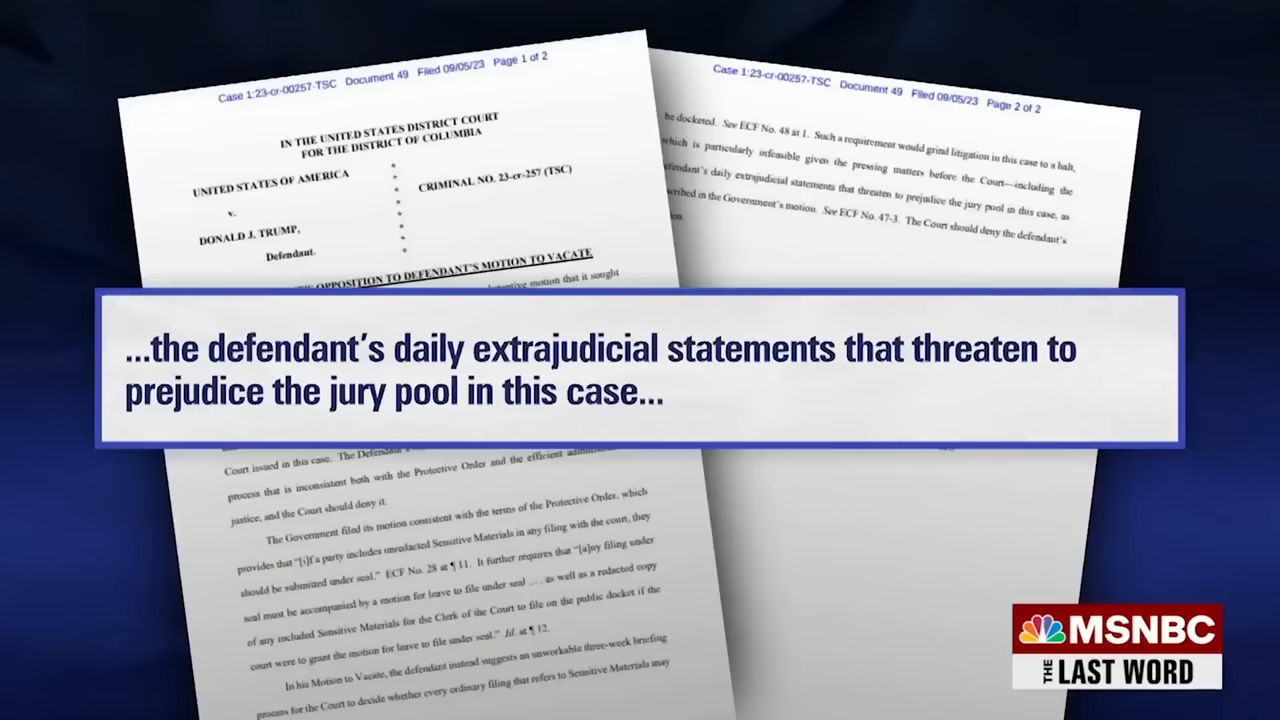 Case 1:23-cr-00257-TSC Document 49 Filed 09/05/23 Page 1 of 2
IN THE UNITED STATES DISTRICT COURT
FOR THE DISTRICT OF COLUMBIA
UNITED STATES OF AMERICA
v.
DONALD J. TRUMP,
Defendant.
*
*
*
*
*
*
*
CRIMINAL NO. 23-cr-257 (TSC)
OPPOSITION TO DEFENDANT'S MOTION TO VACATE
motion that it sought
Case 1:23-cr-00257-TSC Document 49 Filed 09/05/23 Page 2 of 2
be docketed. See ECF No. 48 at 1. Such a requirement would grind litigation in this case to a halt,
which is particularly infeasible given the pressing matters before the Court—including the
defendant's daily extrajudicial statements that threaten to prejudice the jury pool in this case, as
in the Government's motion. See ECF No. 47-3. The Court should deny the defendant's
...the defendant's daily extrajudicial statements that threaten to
prejudice the jury pool in this case...
Court issued in this case. The Defendant
process that is inconsistent both with the Protective Order and the efficient
justice, and the Court should deny it.
The Government filed its motion consistent with the terms of the Protective Order, which
provides that "[i]f a party includes unredacted Sensitive Materials in any filing with the court, they
should be submitted under seal." ECF No. 28 at ¶ 11. It further requires that "[a]ny filing under
seal must be accompanied by a motion for leave to file under seal . . . as well as a redacted copy
of any included Sensitive Materials for the Clerk of the Court to file on the public docket if the
court were to grant the motion for leave to file under seal." Id. at ¶ 12.
In his Motion to Vacate, the defendant instead suggests an unworkable three-week briefing
process for the Court to decide whether every ordinary filing that refers to Sensitive Materials may
MSNBC
THE LAST WORD